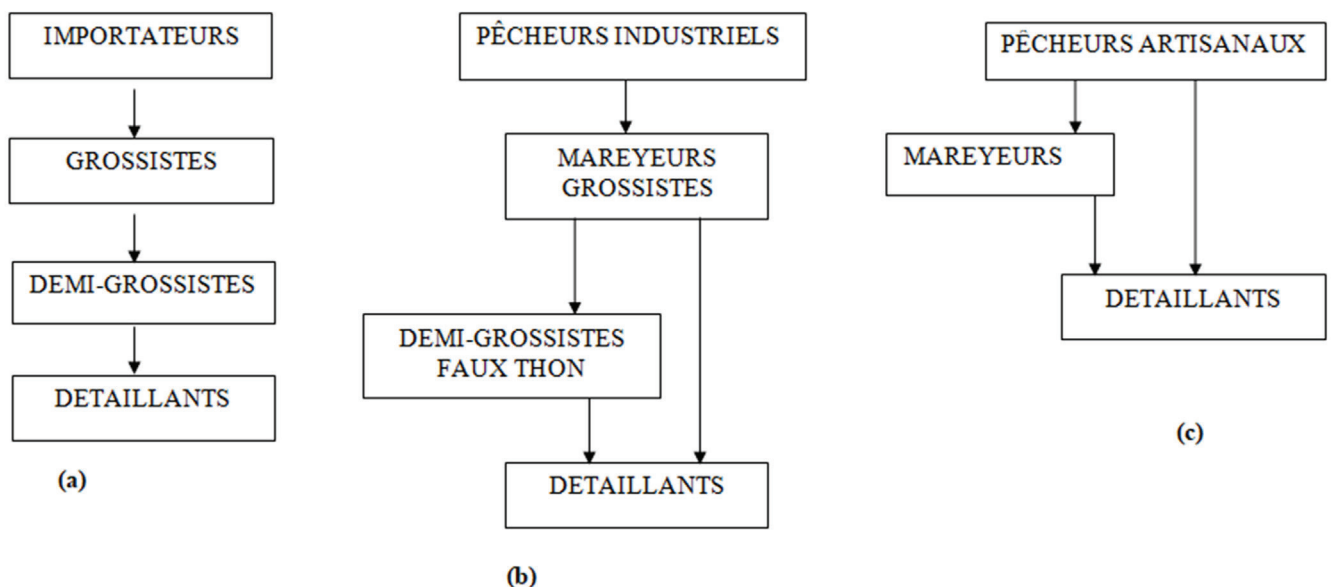 IMPORTATEURS
GROSSISTES
DEMI-GROSSISTES
DETAILLANTS
(a)
PÊCHEURS INDUSTRIELS
MAREYEURS
GROSSISTES
DEMI-GROSSISTES
FAUX THON
DETAILLANTS
(b)
PÊCHEURS ARTISANAUX
MAREYEURS
DETAILLANTS
(c)